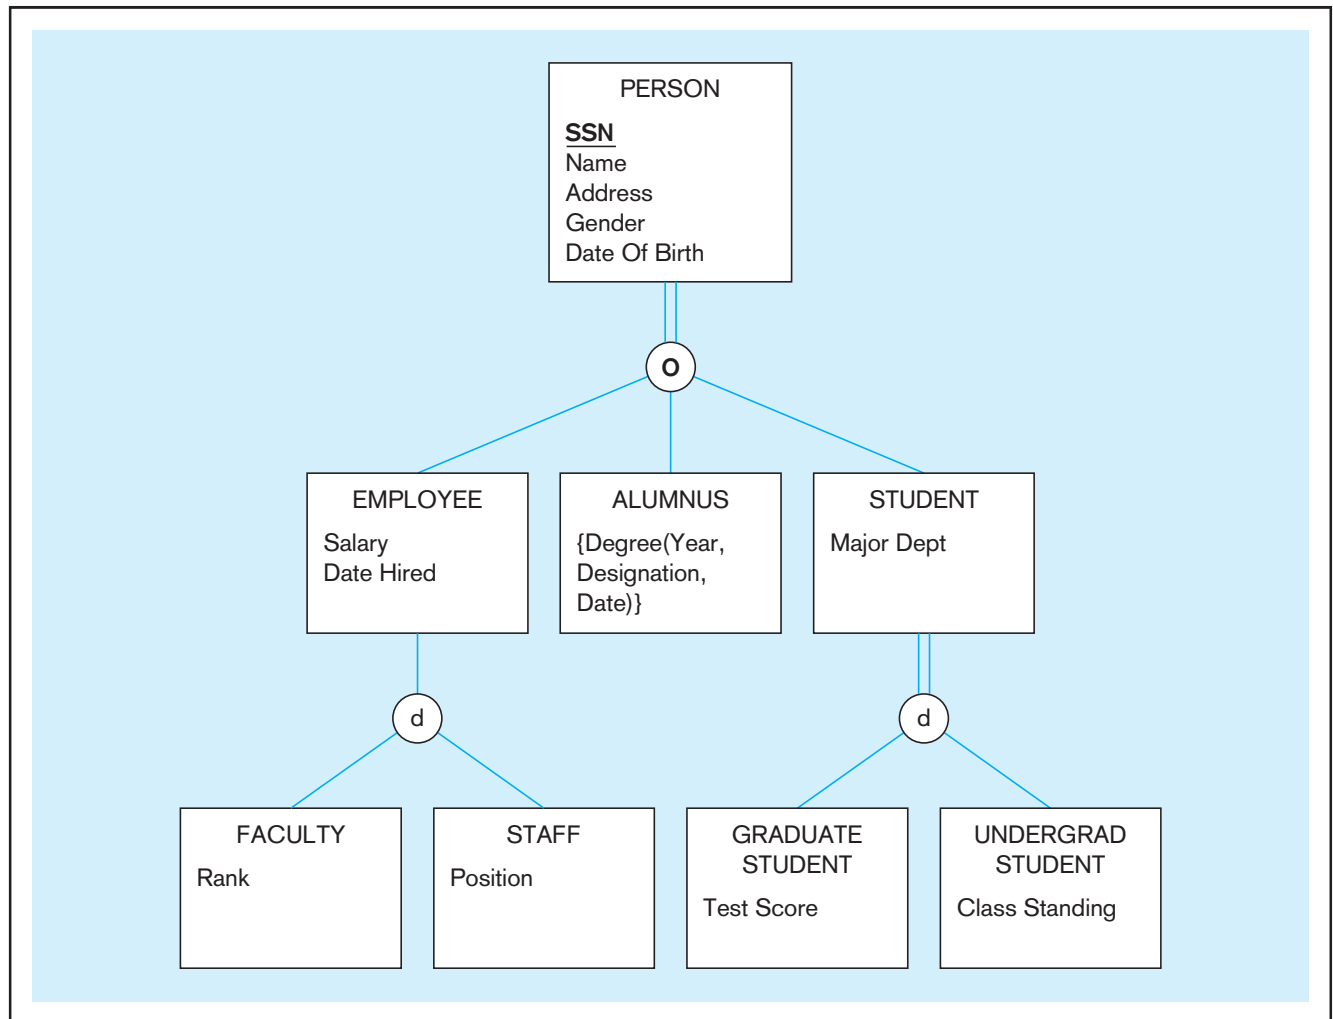 PERSON
SSN
Name
Address
Gender
Date Of Birth
O
EMPLOYEE
Salary
Date Hired
ALUMNUS
{Degree(Year,
Designation,
Date)}
STUDENT
Major Dept
d
d
FACULTY
Rank
STAFF
Position
GRADUATE
STUDENT
Test Score
UNDERGRAD
STUDENT
Class Standing